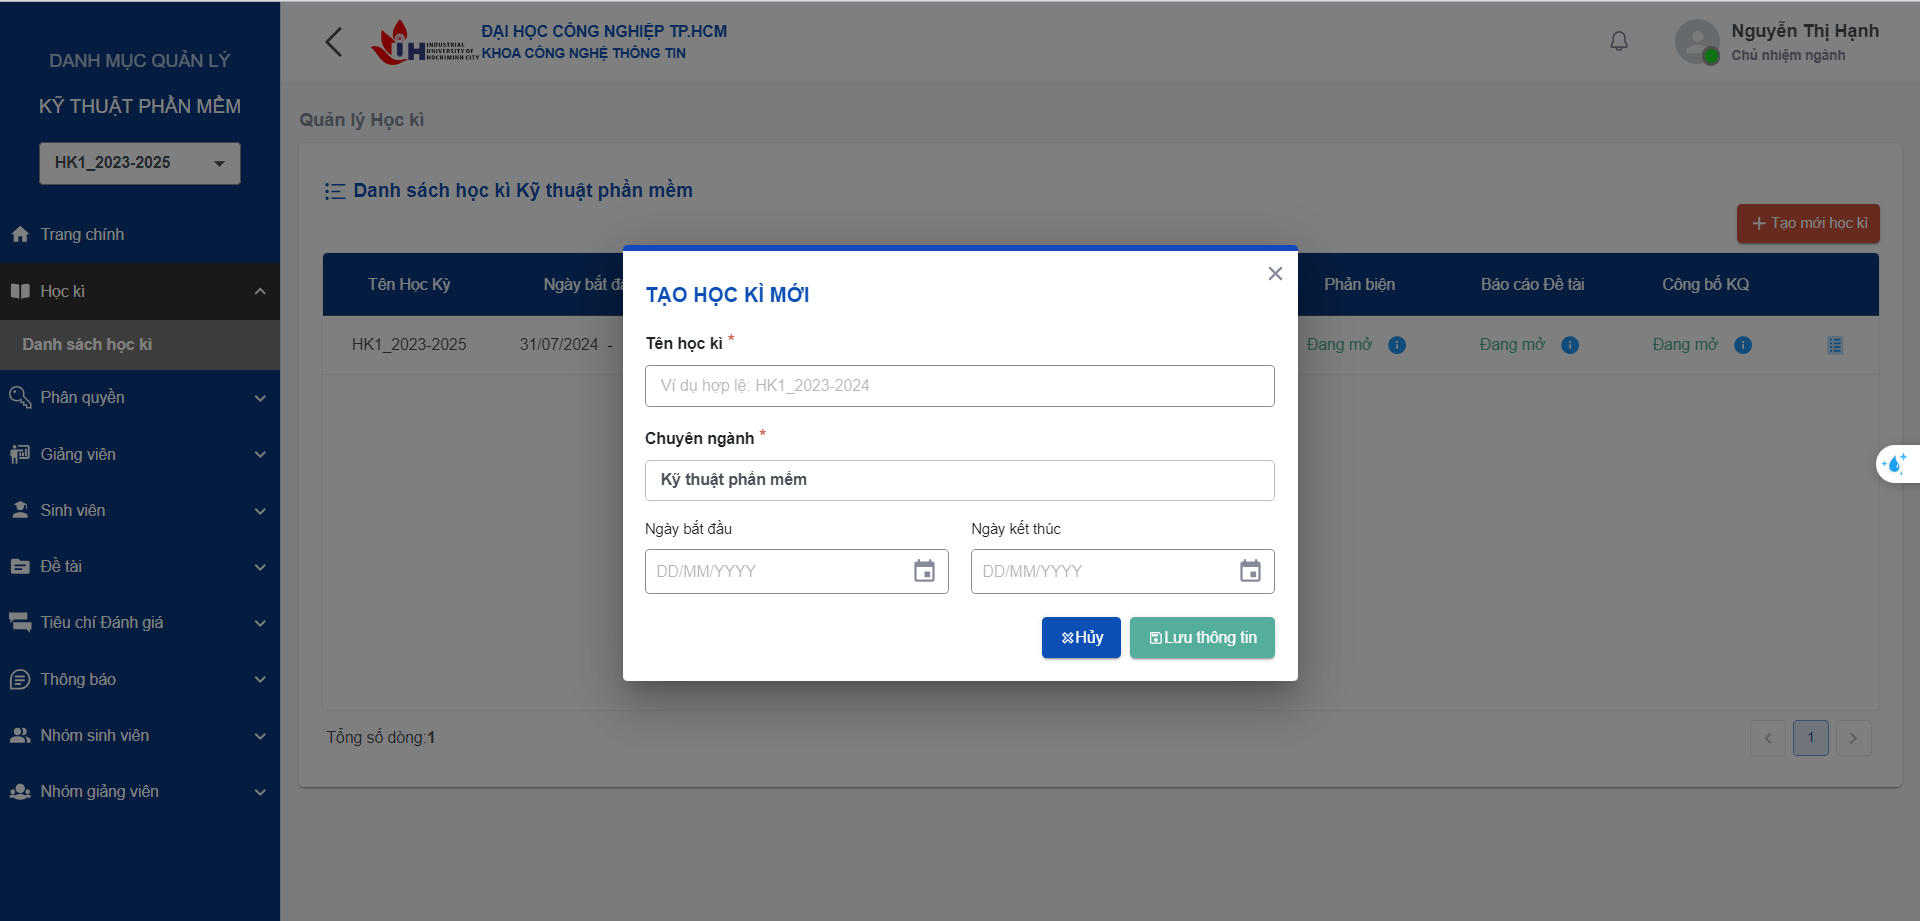 DANH MỤC QUẢN LÝ
KỸ THUẬT PHẦN MỀM
HK1_2023-2025
Trang chính
Học kì
Danh sách học kì
Phân quyền
Giảng viên
Sinh viên
Đề tài
Tiêu chí Đánh giá
Thông báo
Nhóm sinh viên
Nhóm giảng viên
IUH
INDUSTRIAL
UNIVERSITY OF
HOCHIMINH CITY
ĐẠI HỌC CÔNG NGHIỆP TP.HCM
KHOA CÔNG NGHỆ THÔNG TIN
Nguyễn Thị Hạnh
Chủ nhiệm ngành
Quản lý Học kì
Danh sách học kì Kỹ thuật phần mềm
Tạo mới học kì
Tên Học Kỳ Ngày bắt Phản biện Báo cáo Đề tài Công bố KQ
HK1_2023-2025 31/07/2024 - Đang mở Đang mở Đang mở
TẠO HỌC KÌ MỚI
Tên học kì *
Ví dụ hợp lệ: HK1_2023-2024
Chuyên ngành *
Kỹ thuật phần mềm
Ngày bắt đầu Ngày kết thúc
DD/MM/YYYY DD/MM/YYYY
Hủy Lưu thông tin
Tổng số dòng:1
1